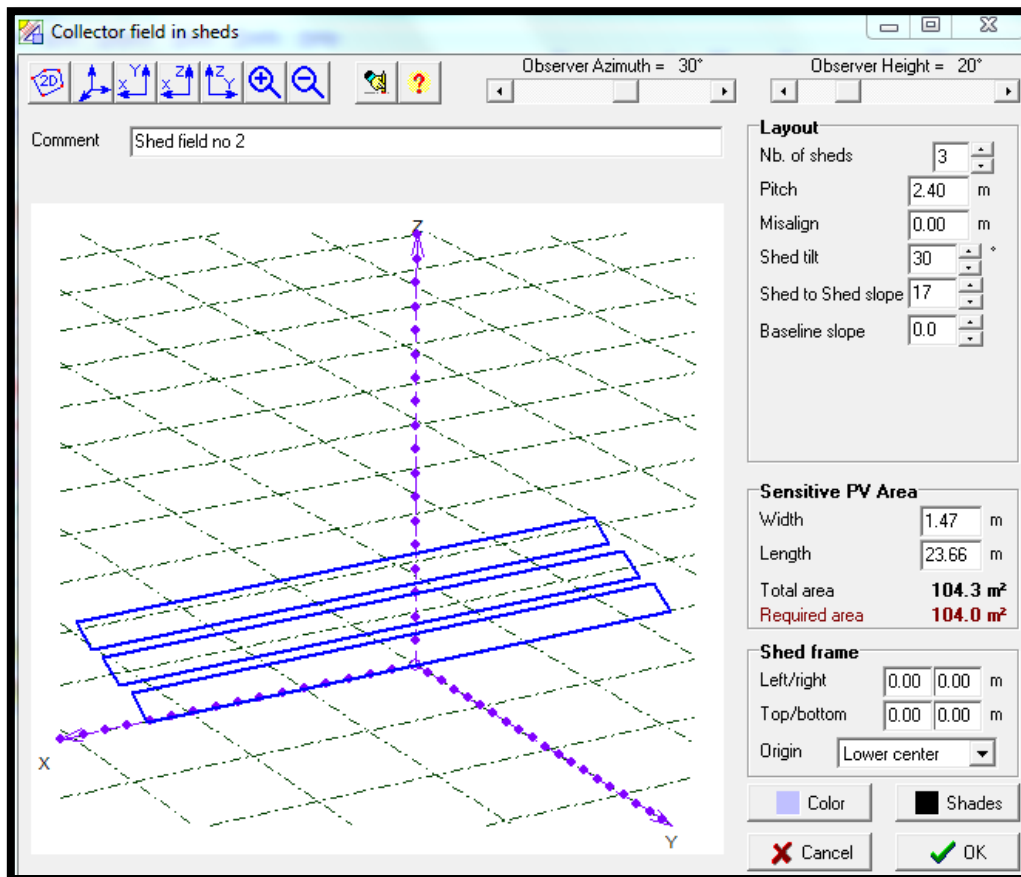 Collector field in sheds
2D Y X Z X Z Y ?
Observer Azimuth = 30°
Observer Height = 20°
Comment Shed field no 2
Z
X
Y
Layout
Nb. of sheds 3
Pitch 2.40 m
Misalign 0.00 m
Shed tilt 30 °
Shed to Shed slope 17
Baseline slope 0.0
Sensitive PV Area
Width 1.47 m
Length 23.66 m
Total area 104.3 m²
Required area 104.0 m²
Shed frame
Left/right 0.00 0.00 m
Top/bottom 0.00 0.00 m
Origin Lower center
Color Shades
Cancel OK